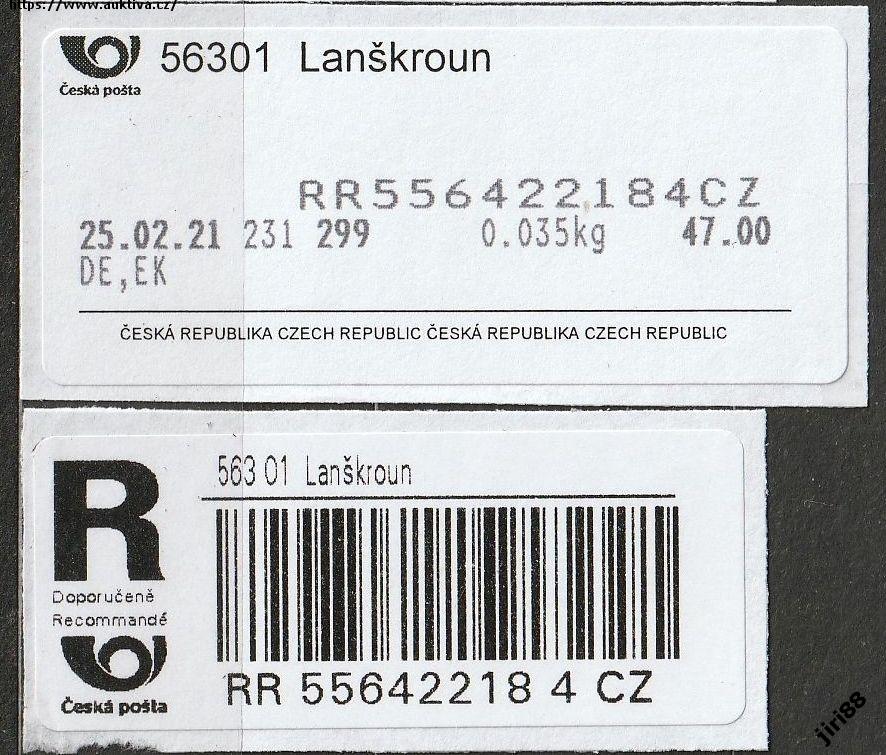 https://www.auktiva.cz/
56301 Lanškroun
Česká pošta
RR556422184CZ
25.02.21 231 299 0.035kg 47.00
DE,EK
ČESKÁ REPUBLIKA CZECH REPUBLIC ČESKÁ REPUBLIKA CZECH REPUBLIC
563 01 Lanškroun
R
Doporučeně
Recommandé
Česká pošta
RR 55642218 4 CZ
jiri88